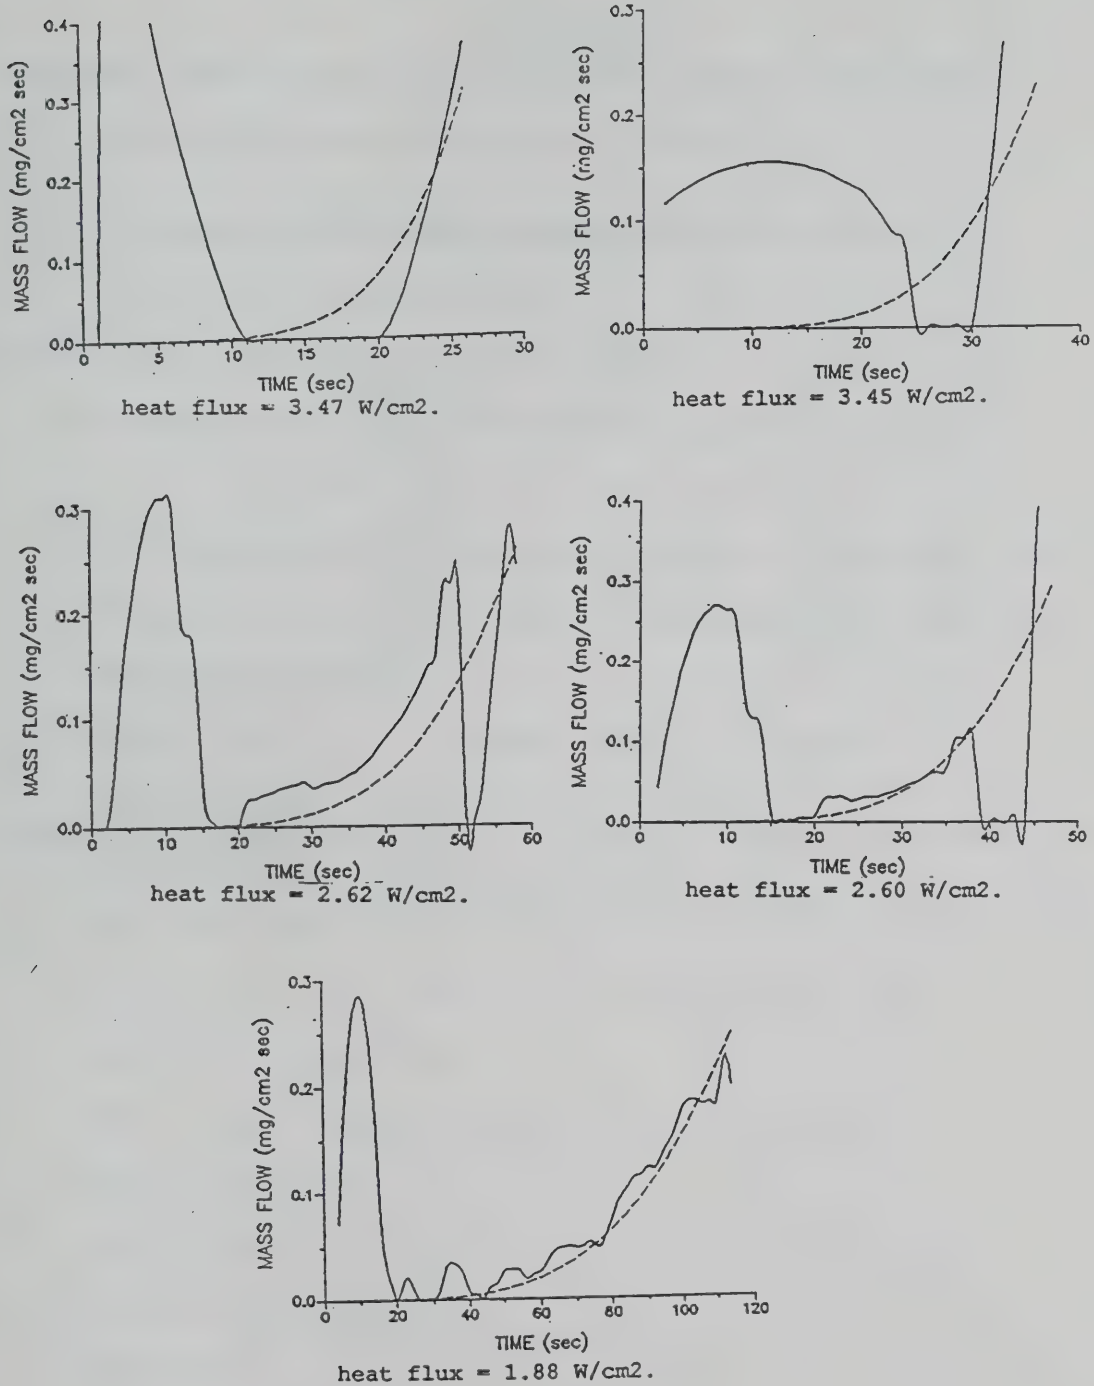 MASS FLOW (mg/cm2 sec)
0.4
0.3
0.2
0.1
0.0
0 5 10 15 20 25 30
TIME (sec)
heat flux = 3.47 W/cm2.
MASS FLOW (mg/cm2 sec)
0.3
0.2
0.1
0.0
0 10 20 30 40
TIME (sec)
heat flux = 3.45 W/cm2.
MASS FLOW (mg/cm2 sec)
0.3
0.2
0.1
0.0
0 10 20 30 40 50 60
TIME (sec)
heat flux = 2.62 W/cm2.
MASS FLOW (mg/cm2 sec)
0.4
0.3
0.2
0.1
0.0
0 10 20 30 40 50
TIME (sec)
heat flux = 2.60 W/cm2.
MASS FLOW (mg/cm2 sec)
0.3
0.2
0.1
0.0
0 20 40 60 80 100 120
TIME (sec)
heat flux = 1.88 W/cm2.